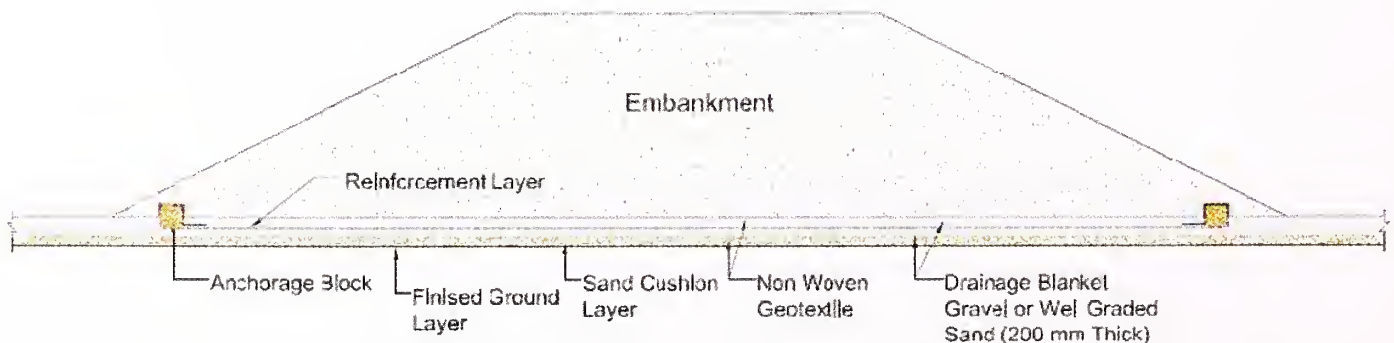 Embankment
Reinforcement Layer
Anchorage Block
Finised Ground
Layer
Sand Cushion
Layer
Non Woven
Geotextile
Drainage Blanket
Gravel or Wel Graded
Sand (200 mm Thick)